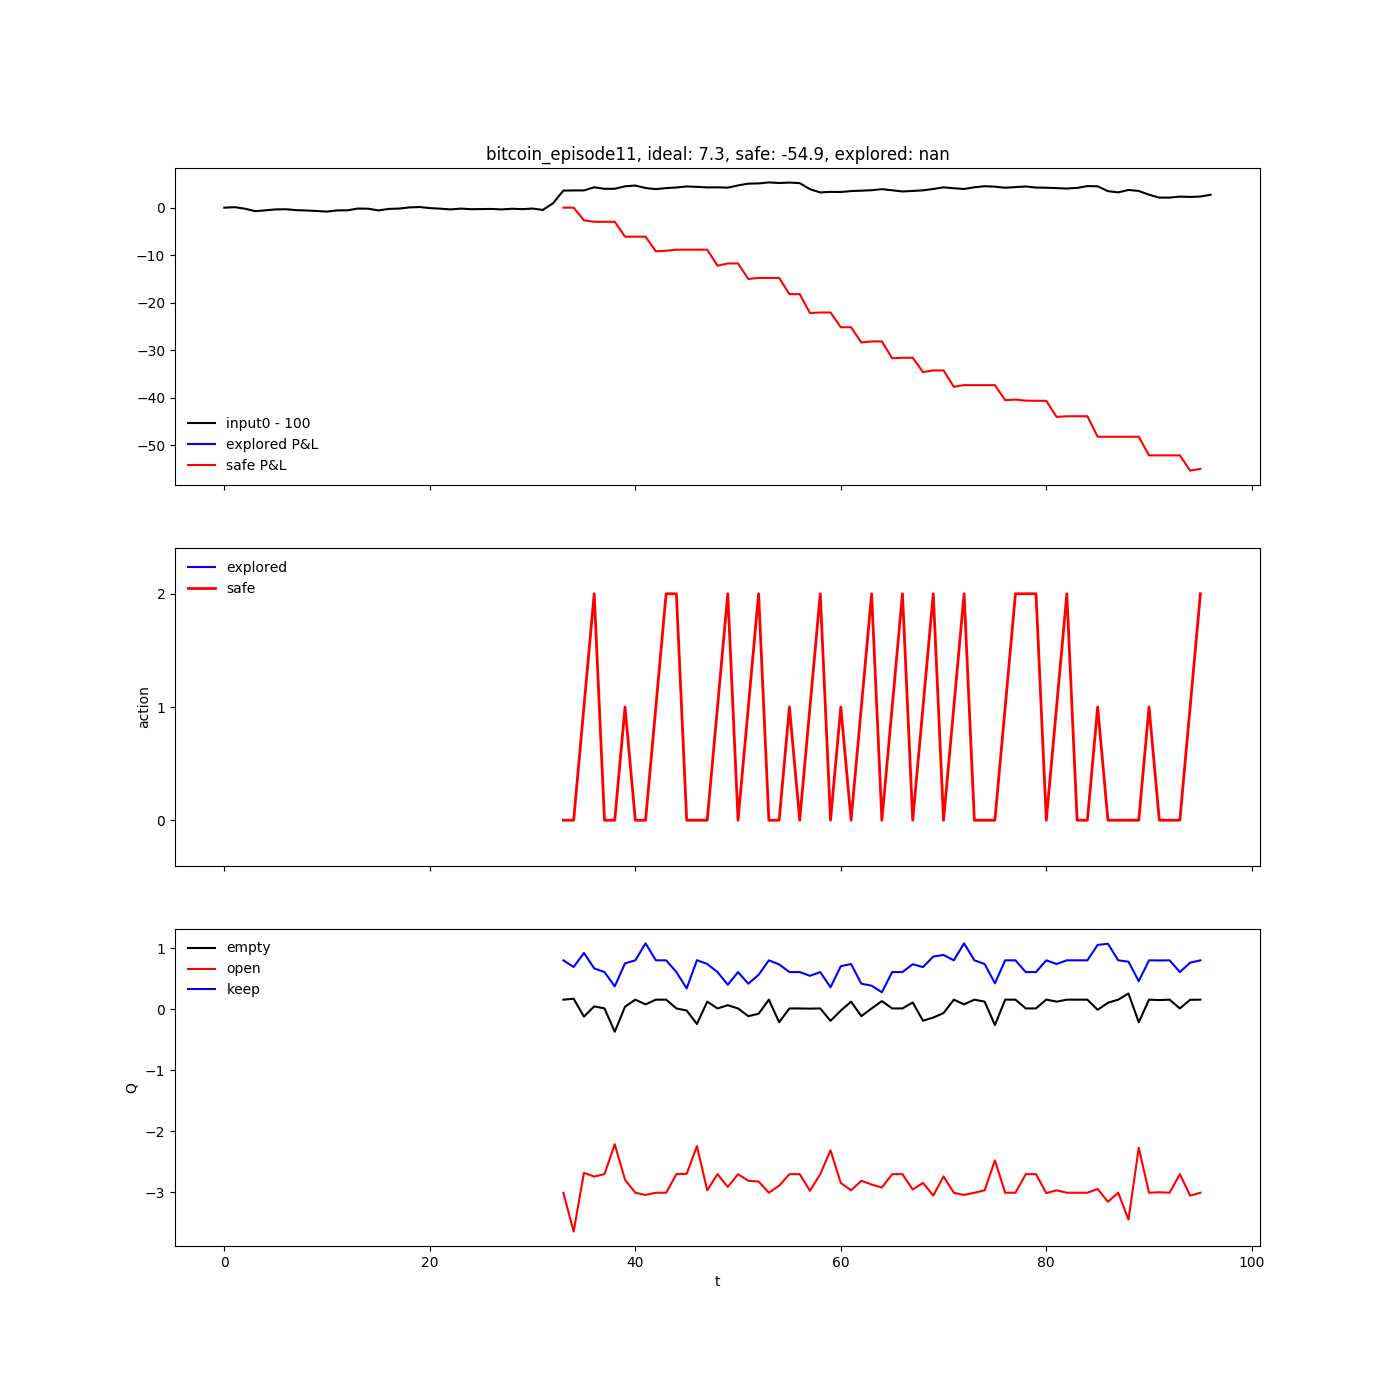 bitcoin_episode11, ideal: 7.3, safe: -54.9, explored: nan
0
−10
−20
−30
−40
−50
input0 - 100
explored P&L
safe P&L
explored
safe
2
1
0
action
empty
open
keep
1
0
−1
−2
−3
Q
0 20 40 60 80 100
t